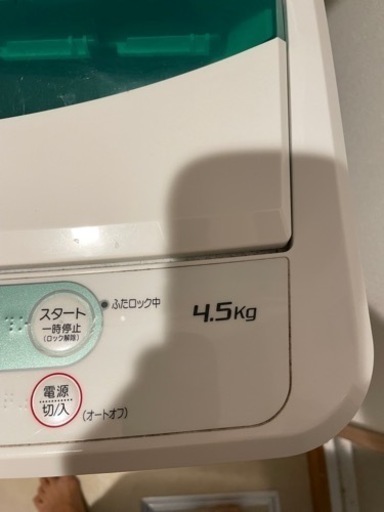 スタート
一時停止
(ロック解除)
ふたロック中
4.5Kg
電源
切/入
(オートオフ)